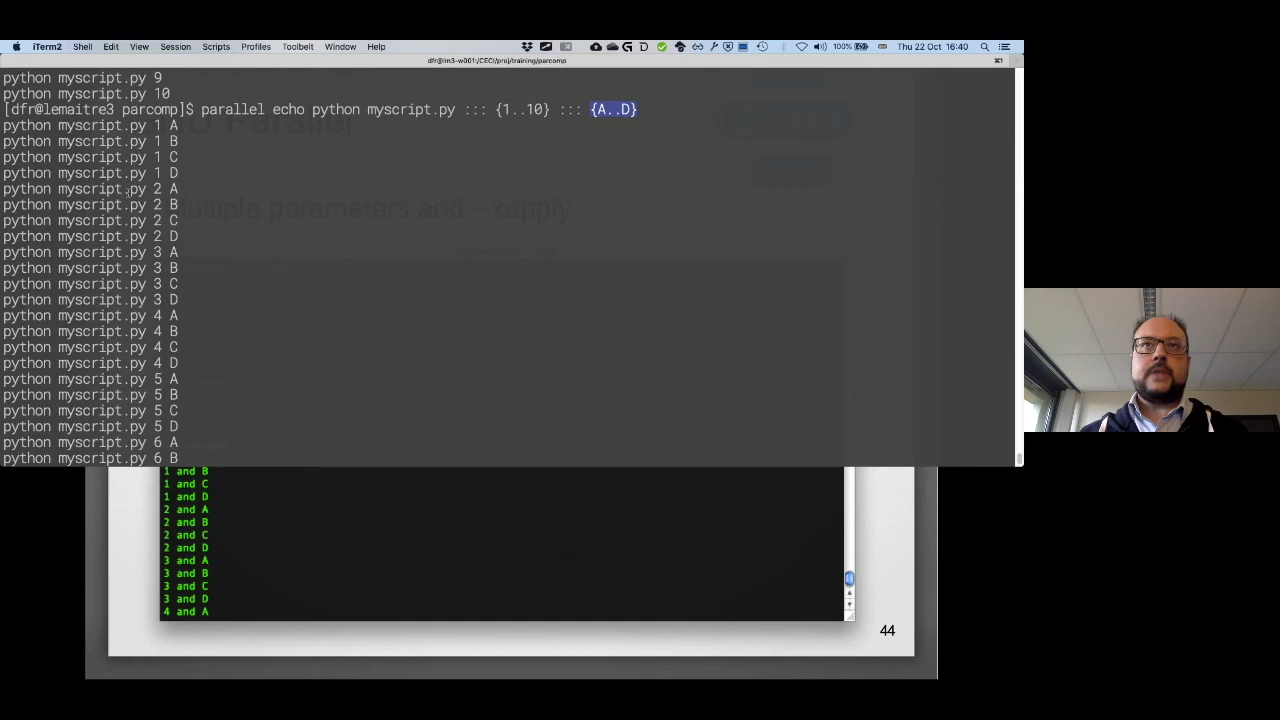 iTerm2 Shell Edit View Session Scripts Profiles Toolbelt Window Help 100% Thu 22 Oct 16:40
dfr@lm3-w001:/CECI/proj/training/parcomp
⌘1
python myscript.py 9
python myscript.py 10
[dfr@lemaitre3 parcomp]$ parallel echo python myscript.py ::: {1..10} ::: {A..D}
python myscript.py 1 A
python myscript.py 1 B
python myscript.py 1 C
python myscript.py 1 D
python myscript.py 2 A
python myscript.py 2 B
python myscript.py 2 C
python myscript.py 2 D
python myscript.py 3 A
python myscript.py 3 B
python myscript.py 3 C
python myscript.py 3 D
python myscript.py 4 A
python myscript.py 4 B
python myscript.py 4 C
python myscript.py 4 D
python myscript.py 5 A
python myscript.py 5 B
python myscript.py 5 C
python myscript.py 5 D
python myscript.py 6 A
python myscript.py 6 B
Parallel
Multiple parameters and --xapply
1 and B
1 and C
1 and D
2 and A
2 and B
2 and C
2 and D
3 and A
3 and B
3 and C
3 and D
4 and A
44